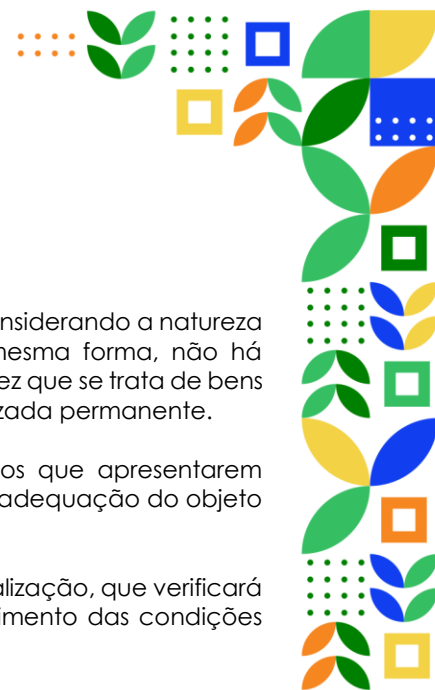 nsiderando a natureza
nesma forma, não há
ez que se trata de bens
zada permanente.
os que apresentarem
adequação do objeto
alização, que verificará
imento das condições